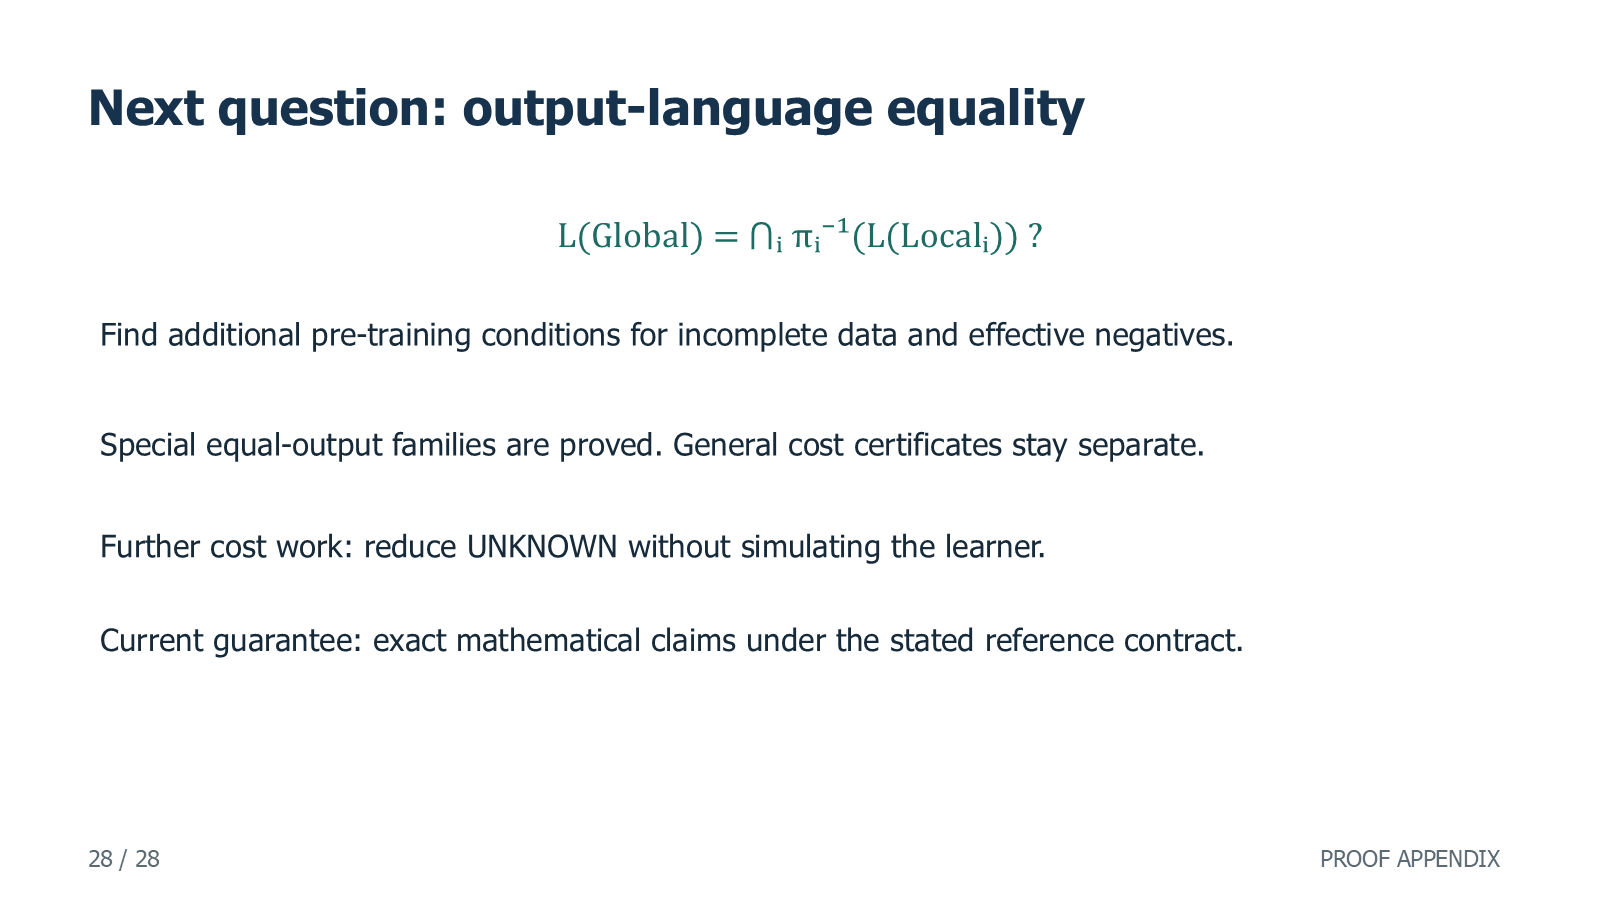 Next question: output-language equality
L(Global) = ⋂ᵢ πᵢ⁻¹(L(Localᵢ)) ?
Find additional pre-training conditions for incomplete data and effective negatives.
Special equal-output families are proved. General cost certificates stay separate.
Further cost work: reduce UNKNOWN without simulating the learner.
Current guarantee: exact mathematical claims under the stated reference contract.
28 / 28
PROOF APPENDIX